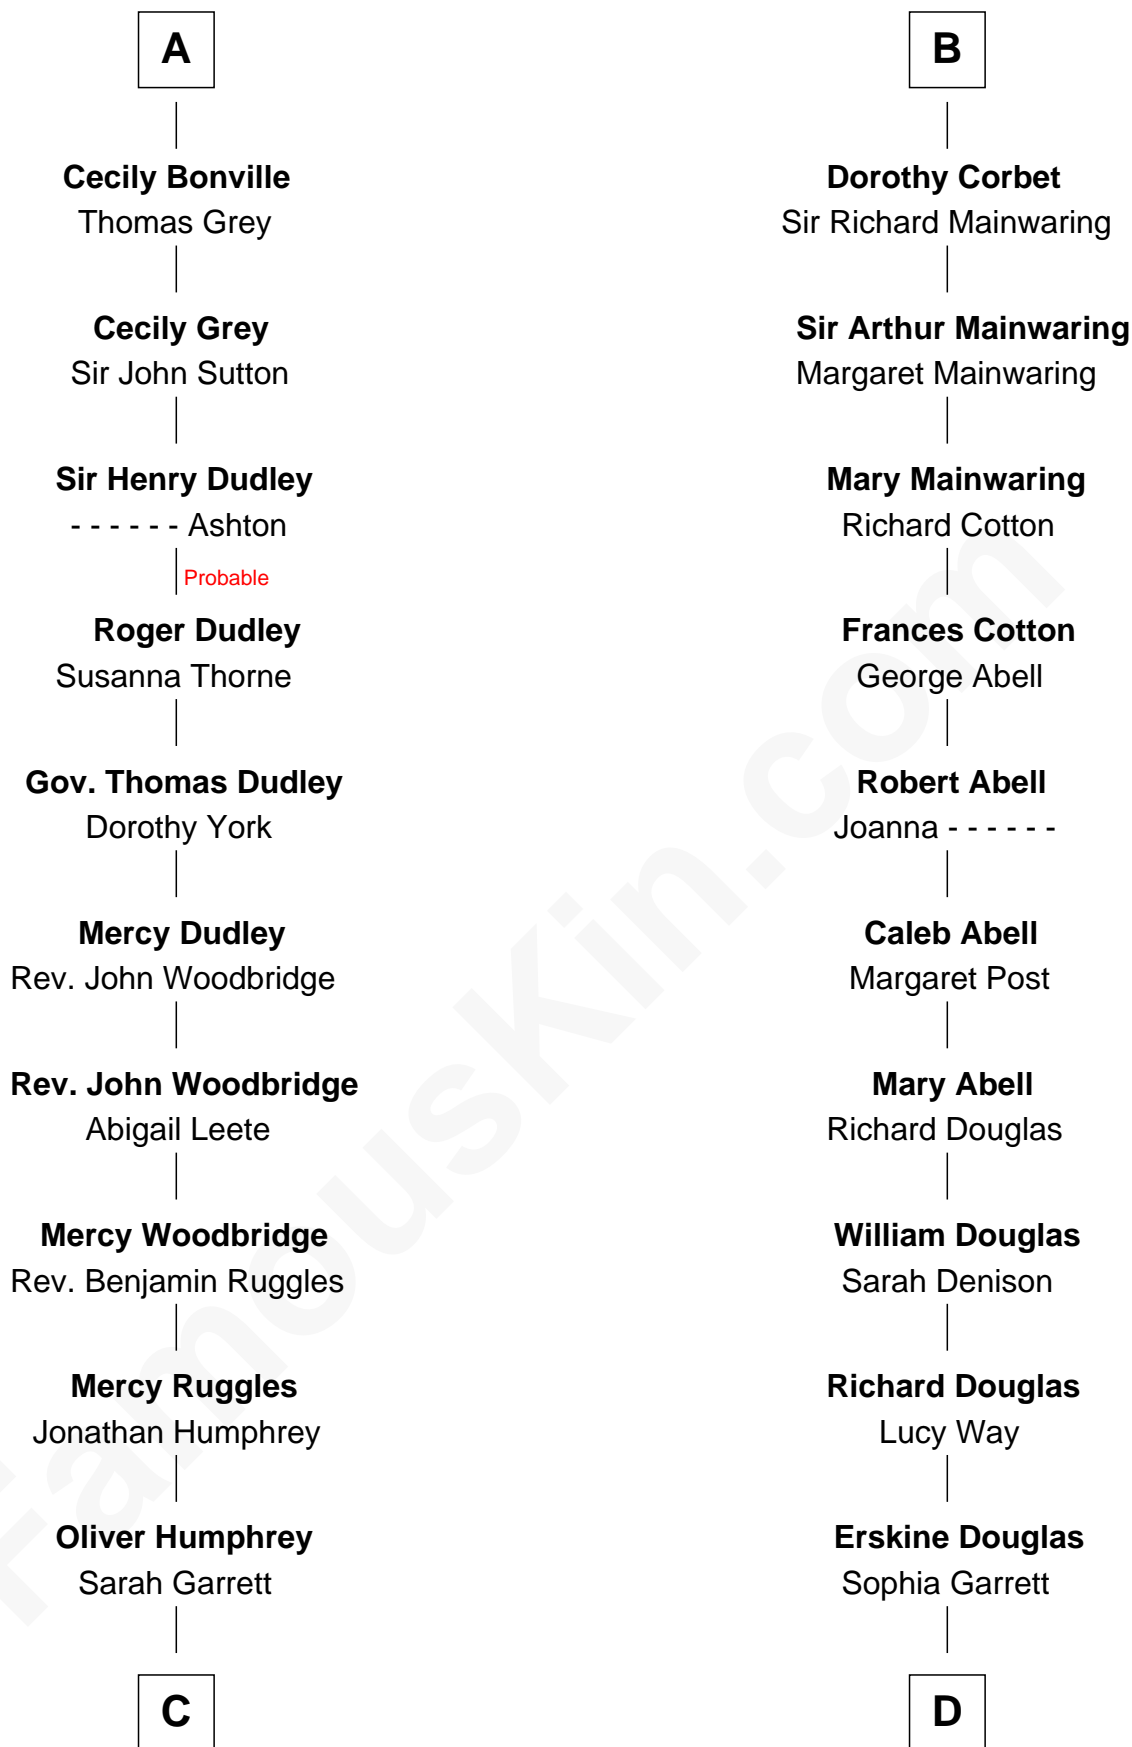 A
Cecily Bonville
Thomas Grey
Cecily Grey
Sir John Sutton
Sir Henry Dudley
- - - - - - Ashton
Probable
Roger Dudley
Susanna Thorne
Gov. Thomas Dudley
Dorothy York
Mercy Dudley
Rev. John Woodbridge
Rev. John Woodbridge
Abigail Leete
Mercy Woodbridge
Rev. Benjamin Ruggles
Mercy Ruggles
Jonathan Humphrey
Oliver Humphrey
Sarah Garrett
C
B
Dorothy Corbet
Sir Richard Mainwaring
Sir Arthur Mainwaring
Margaret Mainwaring
Mary Mainwaring
Richard Cotton
Frances Cotton
George Abell
Robert Abell
Joanna - - - - - -
Caleb Abell
Margaret Post
Mary Abell
Richard Douglas
William Douglas
Sarah Denison
Richard Douglas
Lucy Way
Erskine Douglas
Sophia Garrett
D
FamousKin.com